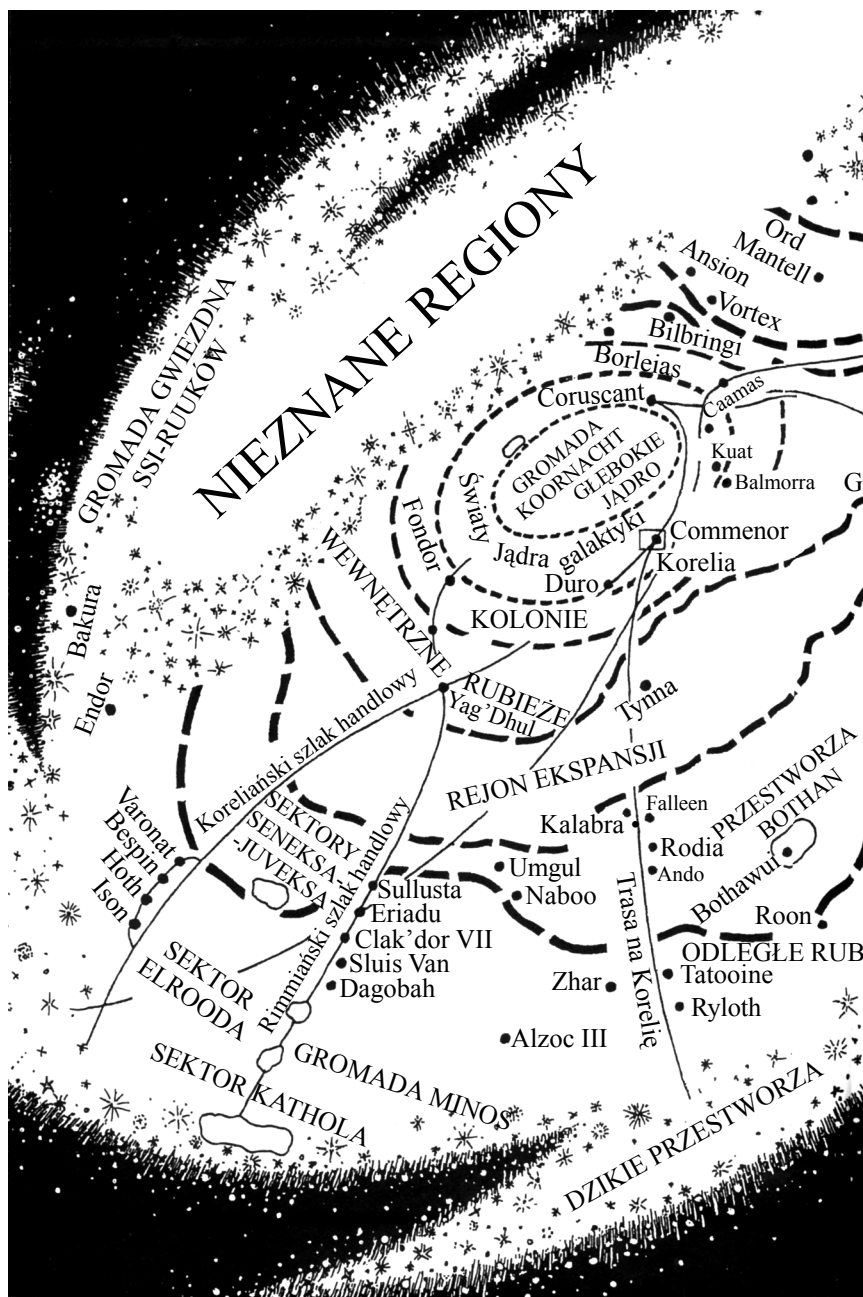 Ord
Mantell
Ansion
Vortex
Bilbringi
Borleias
GROMADA GWIEZDNA
SSI-RUUKÓW
NIEZNANE REGIONY
Coruscant
Caamas
Kuat
Balmorra
G
GROMADA
KOORNACHT
GŁĘBOKIE
JĄDRO
Światy
Jądra galaktyki
Fondor
Commenor
Korelia
Duro
KOLONIE
WEWNĘTRZNE
RUBIEŻE
Yag’Dhul
Bakura
Endor
Tynna
Koreliański szlak handlowy
REJON EKSPANSJI
PRZESTWORZA
BOTHAN
Varonat
Bespin
Hoth
Ison
SEKTORY
SENEKSA
-JUVEKSA
Rimmiański szlak handlowy
Kalabra
Falleen
Rodia
Ando
Bothawui
Umgul
Naboo
Roon
Sullusta
Eriadu
Clak’dor VII
Sluis Van
Dagobah
Trasa na Korelię
ODLEGŁE RUB
Tatooine
Ryloth
Zhar
Alzoc III
SEKTOR
ELROODA
SEKTOR KATHOLA
GROMADA MINOS
DZIKIE PRZESTWORZA